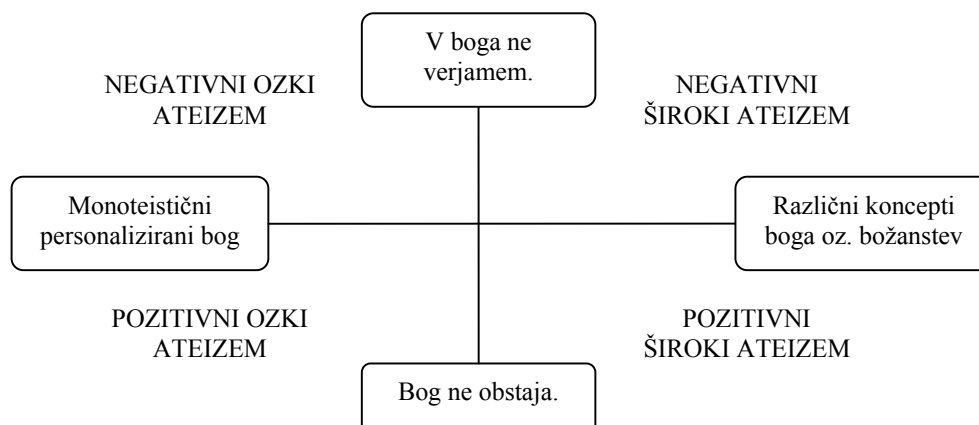 V boga ne
verjamem.
NEGATIVNI OZKI
ATEIZEM
NEGATIVNI
ŠIROKI ATEIZEM
Monoteistični
personalizirani bog
Različni koncepti
boga oz. božanstev
POZITIVNI OZKI
ATEIZEM
POZITIVNI
ŠIROKI ATEIZEM
Bog ne obstaja.